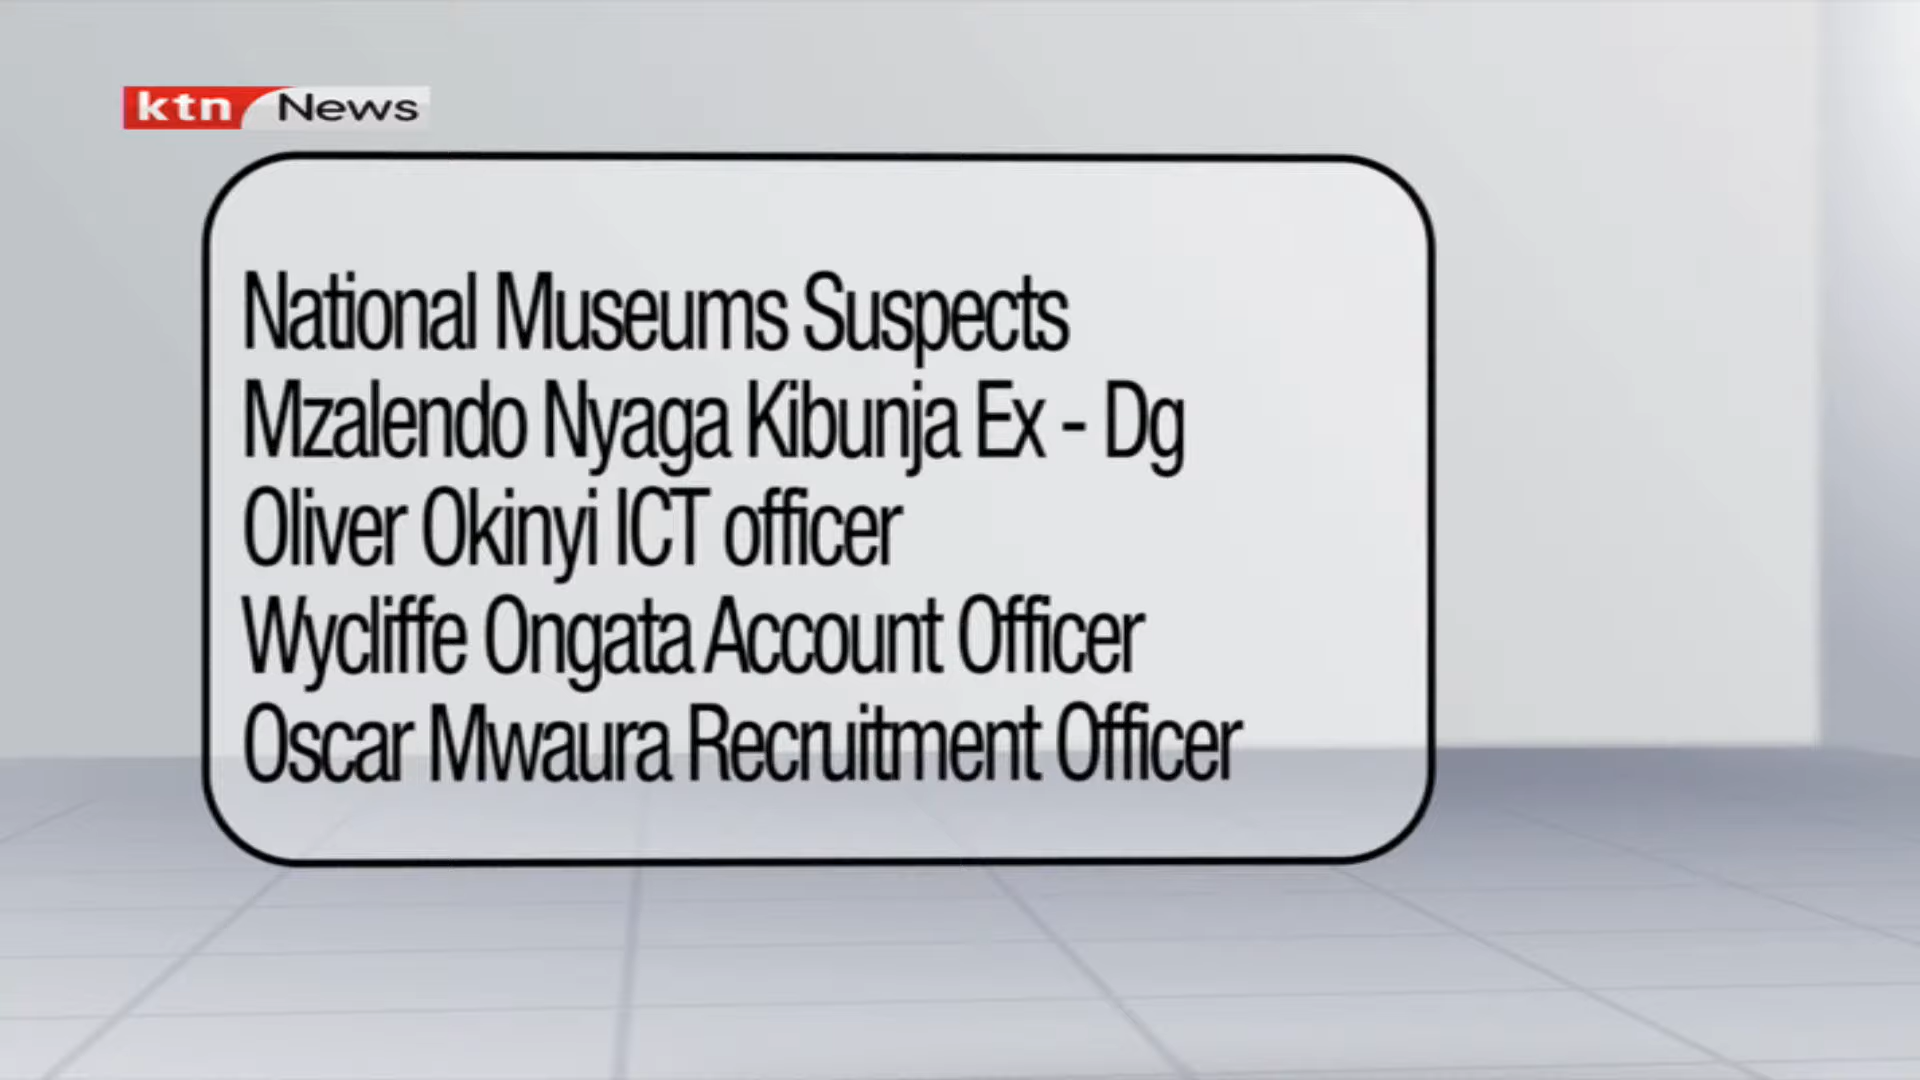 ktn News
National Museums Suspects
Mzalendo Nyaga Kibunja Ex - Dg
Oliver Okinyi ICT officer
Wycliffe Ongata Account Officer
Oscar Mwaura Recruitment Officer